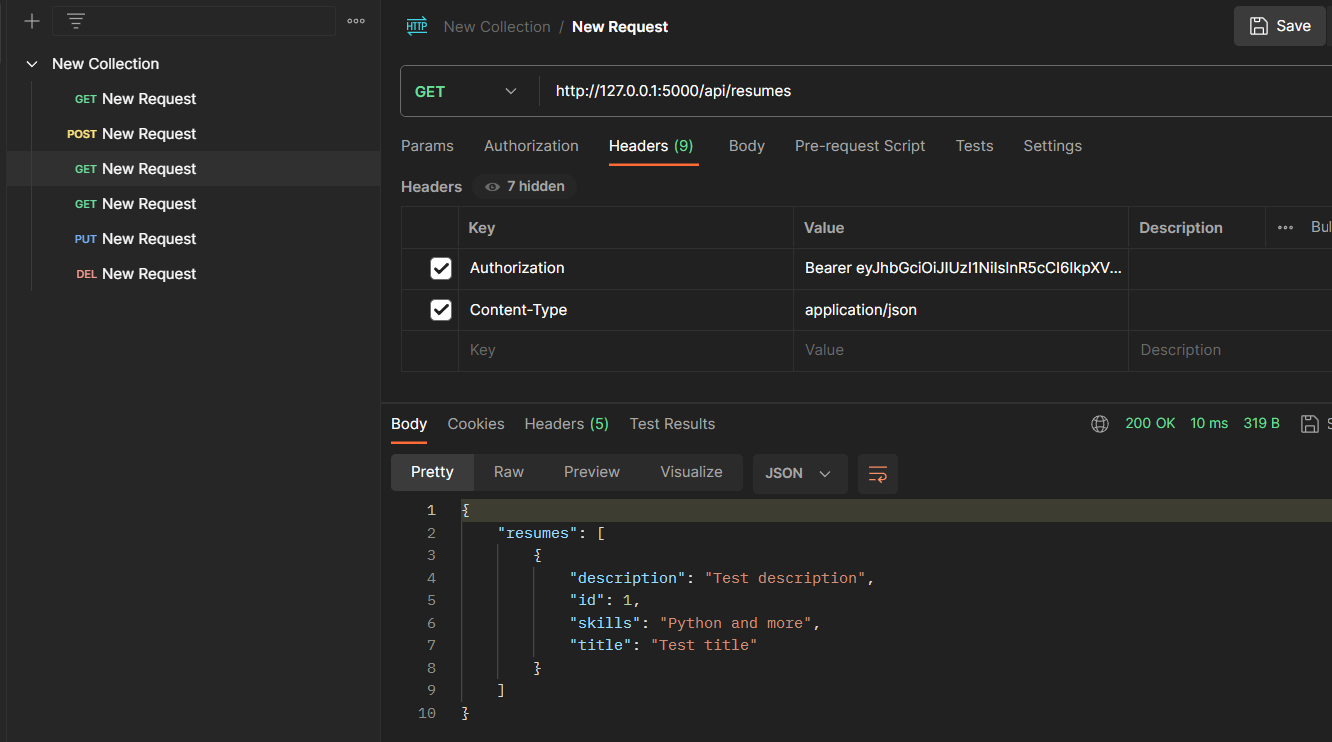 New Collection
GET New Request
POST New Request
GET New Request
GET New Request
PUT New Request
DEL New Request
HTTP New Collection / New Request
Save
GET http://127.0.0.1:5000/api/resumes
Params Authorization Headers (9) Body Pre-request Script Tests Settings
Headers 7 hidden
Key Value Description Bul
Authorization Bearer eyJhbGciOiJIUzI1NiIsInR5cCI6IkpXV...
Content-Type application/json
Key Value Description
Body Cookies Headers (5) Test Results 200 OK 10 ms 319 B S
Pretty Raw Preview Visualize JSON
1 {
2 "resumes": [
3 {
4 "description": "Test description",
5 "id": 1,
6 "skills": "Python and more",
7 "title": "Test title"
8 }
9 ]
10 }